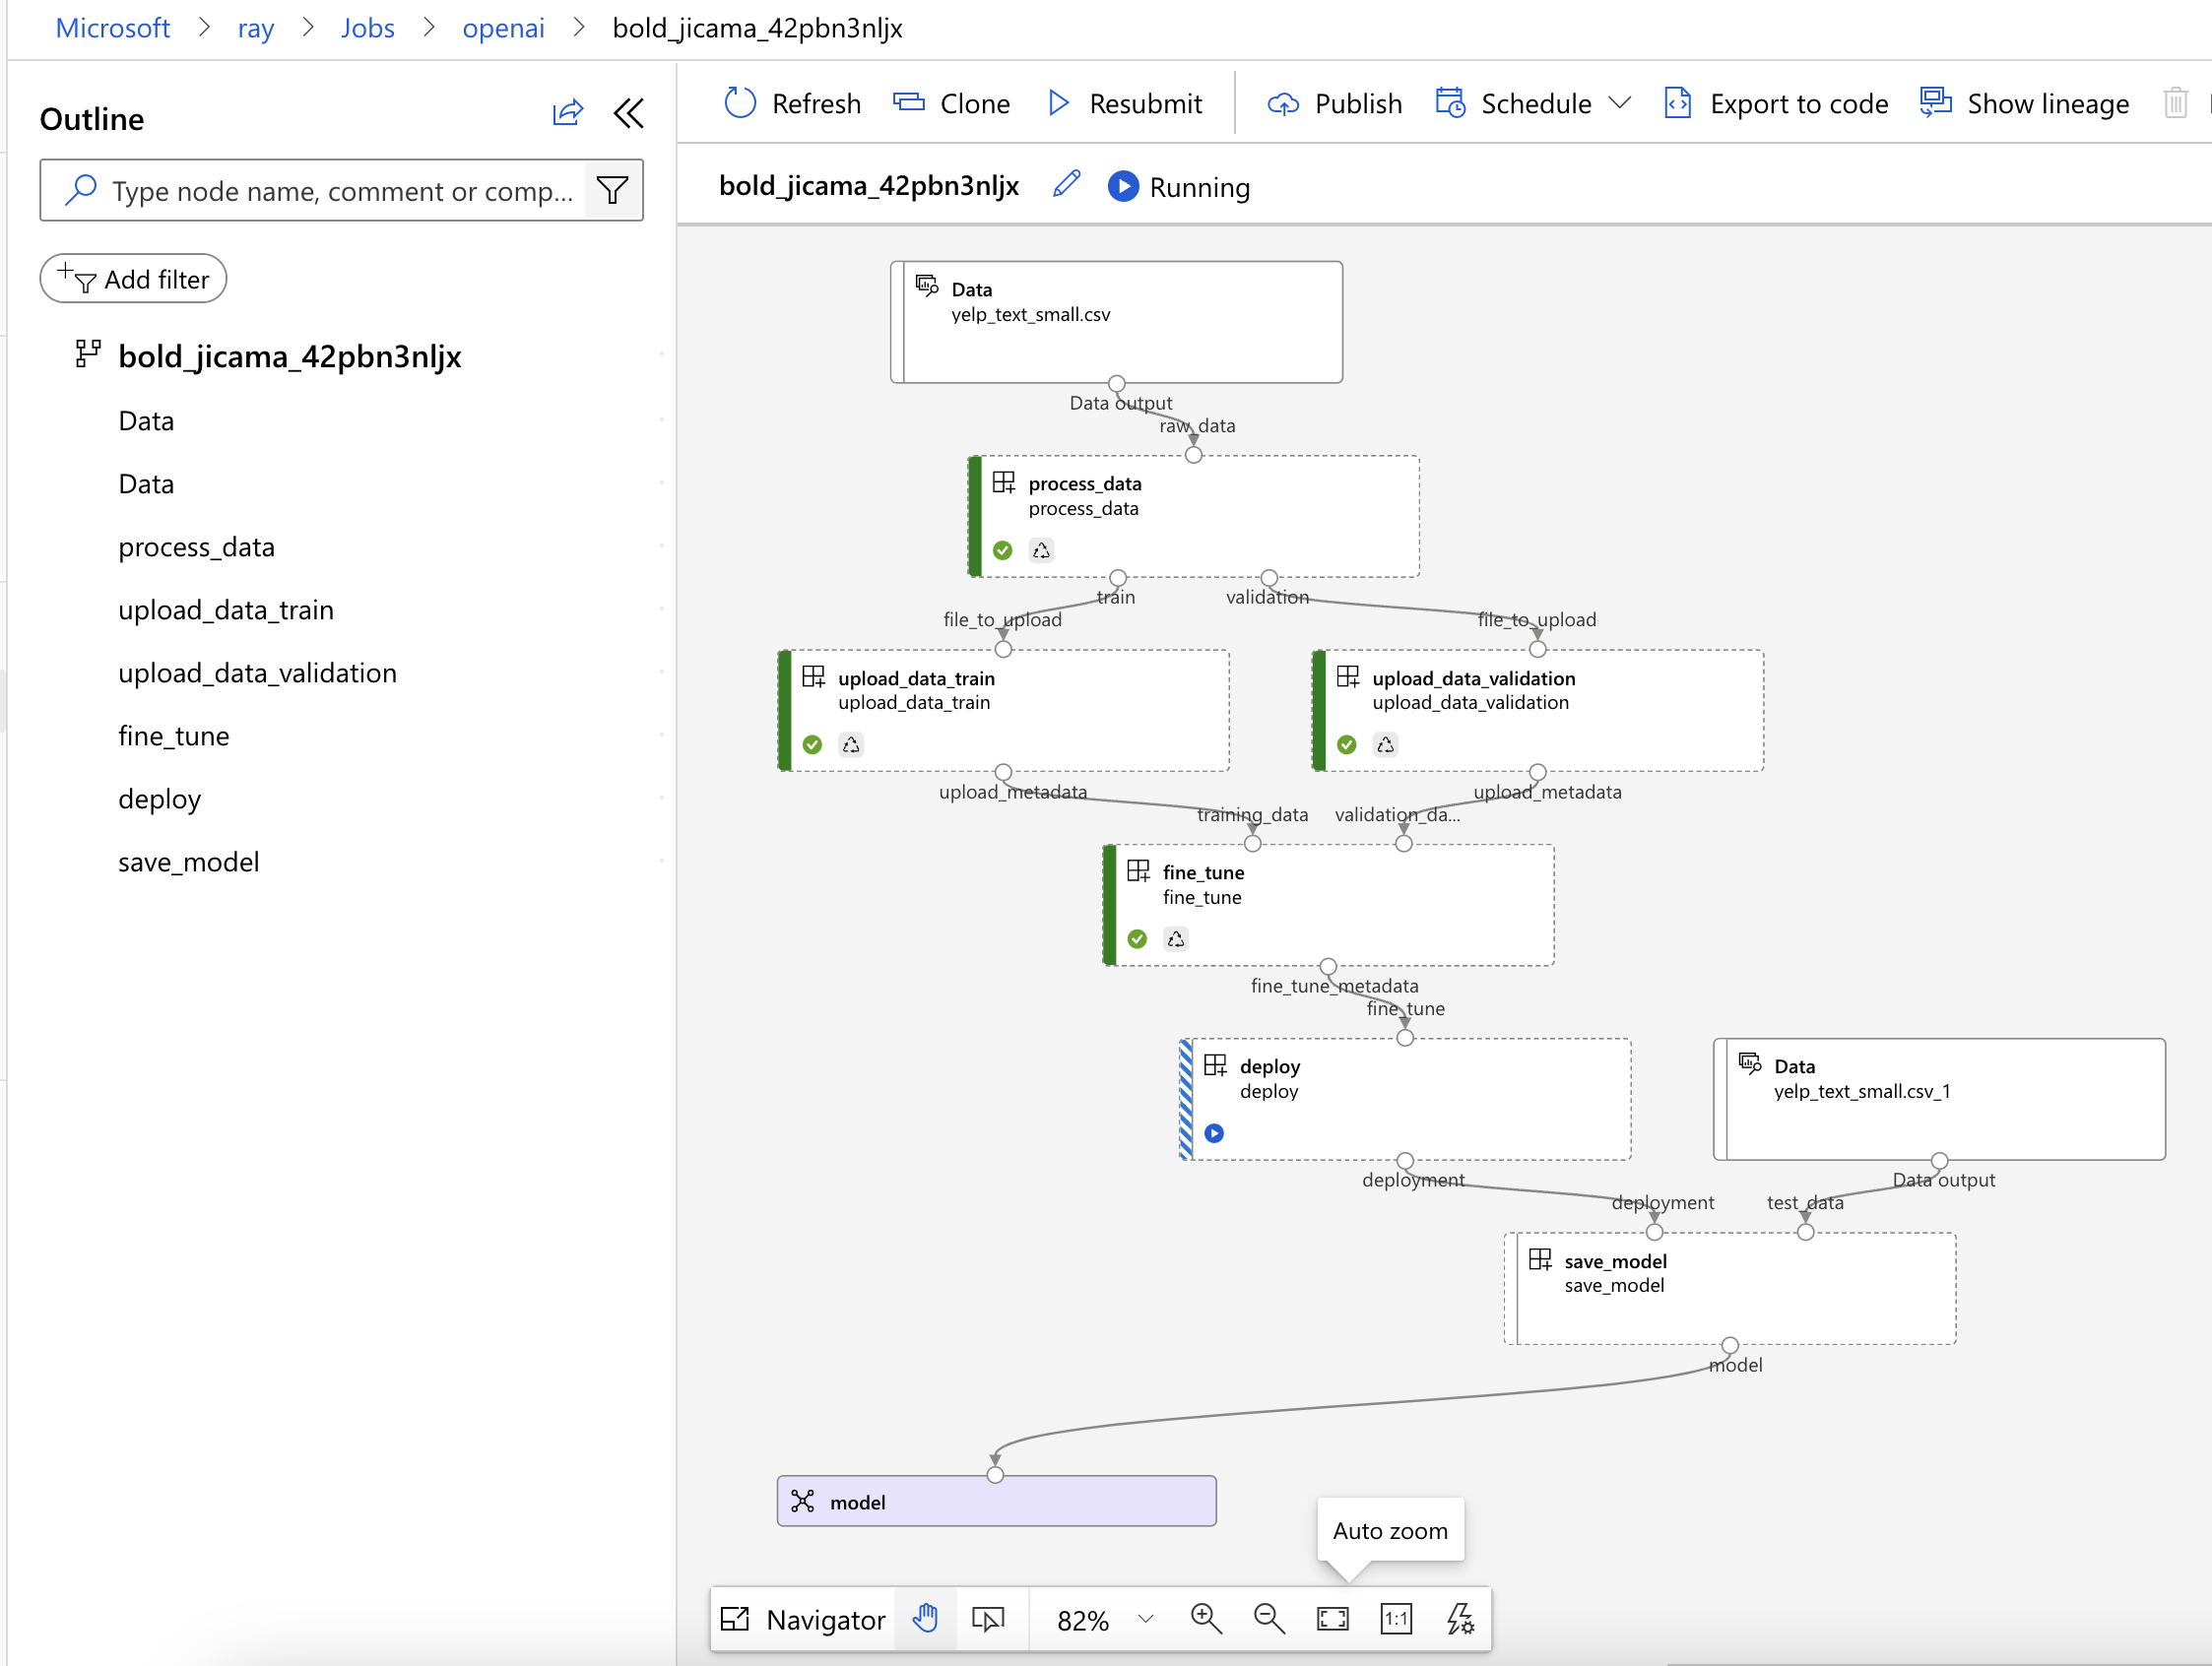 Microsoft > ray > Jobs > openai > bold_jicama_42pbn3nljx
Outline
Type node name, comment or comp...
Add filter
bold_jicama_42pbn3nljx
Data
Data
process_data
upload_data_train
upload_data_validation
fine_tune
deploy
save_model
Refresh Clone Resubmit Publish Schedule Export to code Show lineage
bold_jicama_42pbn3nljx Running
Data
yelp_text_small.csv
Data output
raw_data
process_data
process_data
train validation
file_to_upload file_to_upload
upload_data_train
upload_data_train
upload_data_validation
upload_data_validation
upload_metadata upload_metadata
training_data validation_da...
fine_tune
fine_tune
fine_tune_metadata
fine_tune
deploy
deploy
Data
yelp_text_small.csv_1
deployment Data output
deployment test_data
save_model
save_model
model
model
Auto zoom
Navigator 82% 1:1